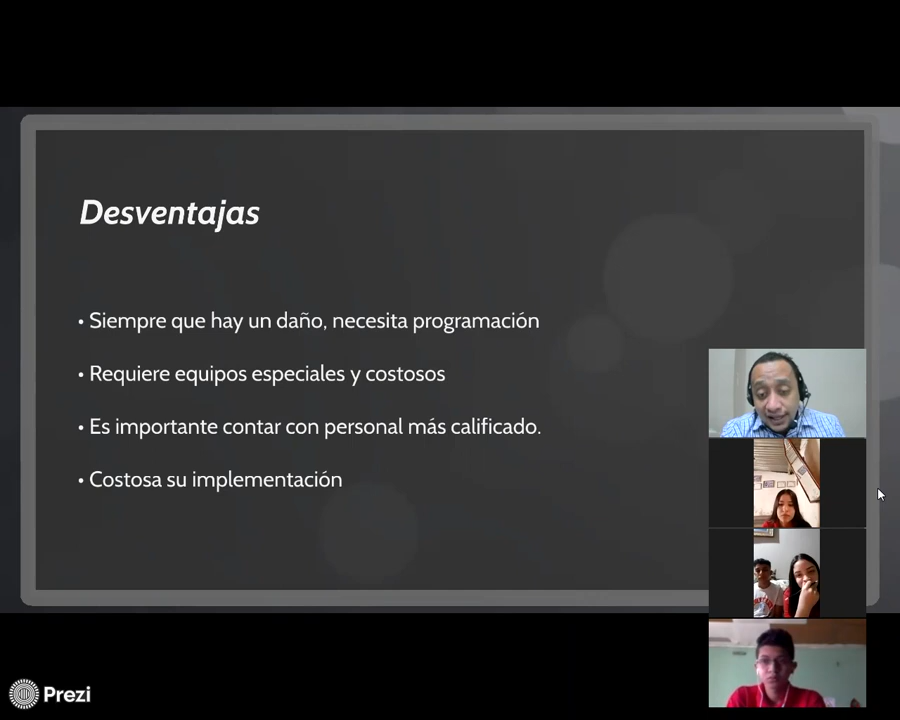 Desventajas
• Siempre que hay un daño, necesita programación
• Requiere equipos especiales y costosos
• Es importante contar con personal más calificado.
• Costosa su implementación
Prezi